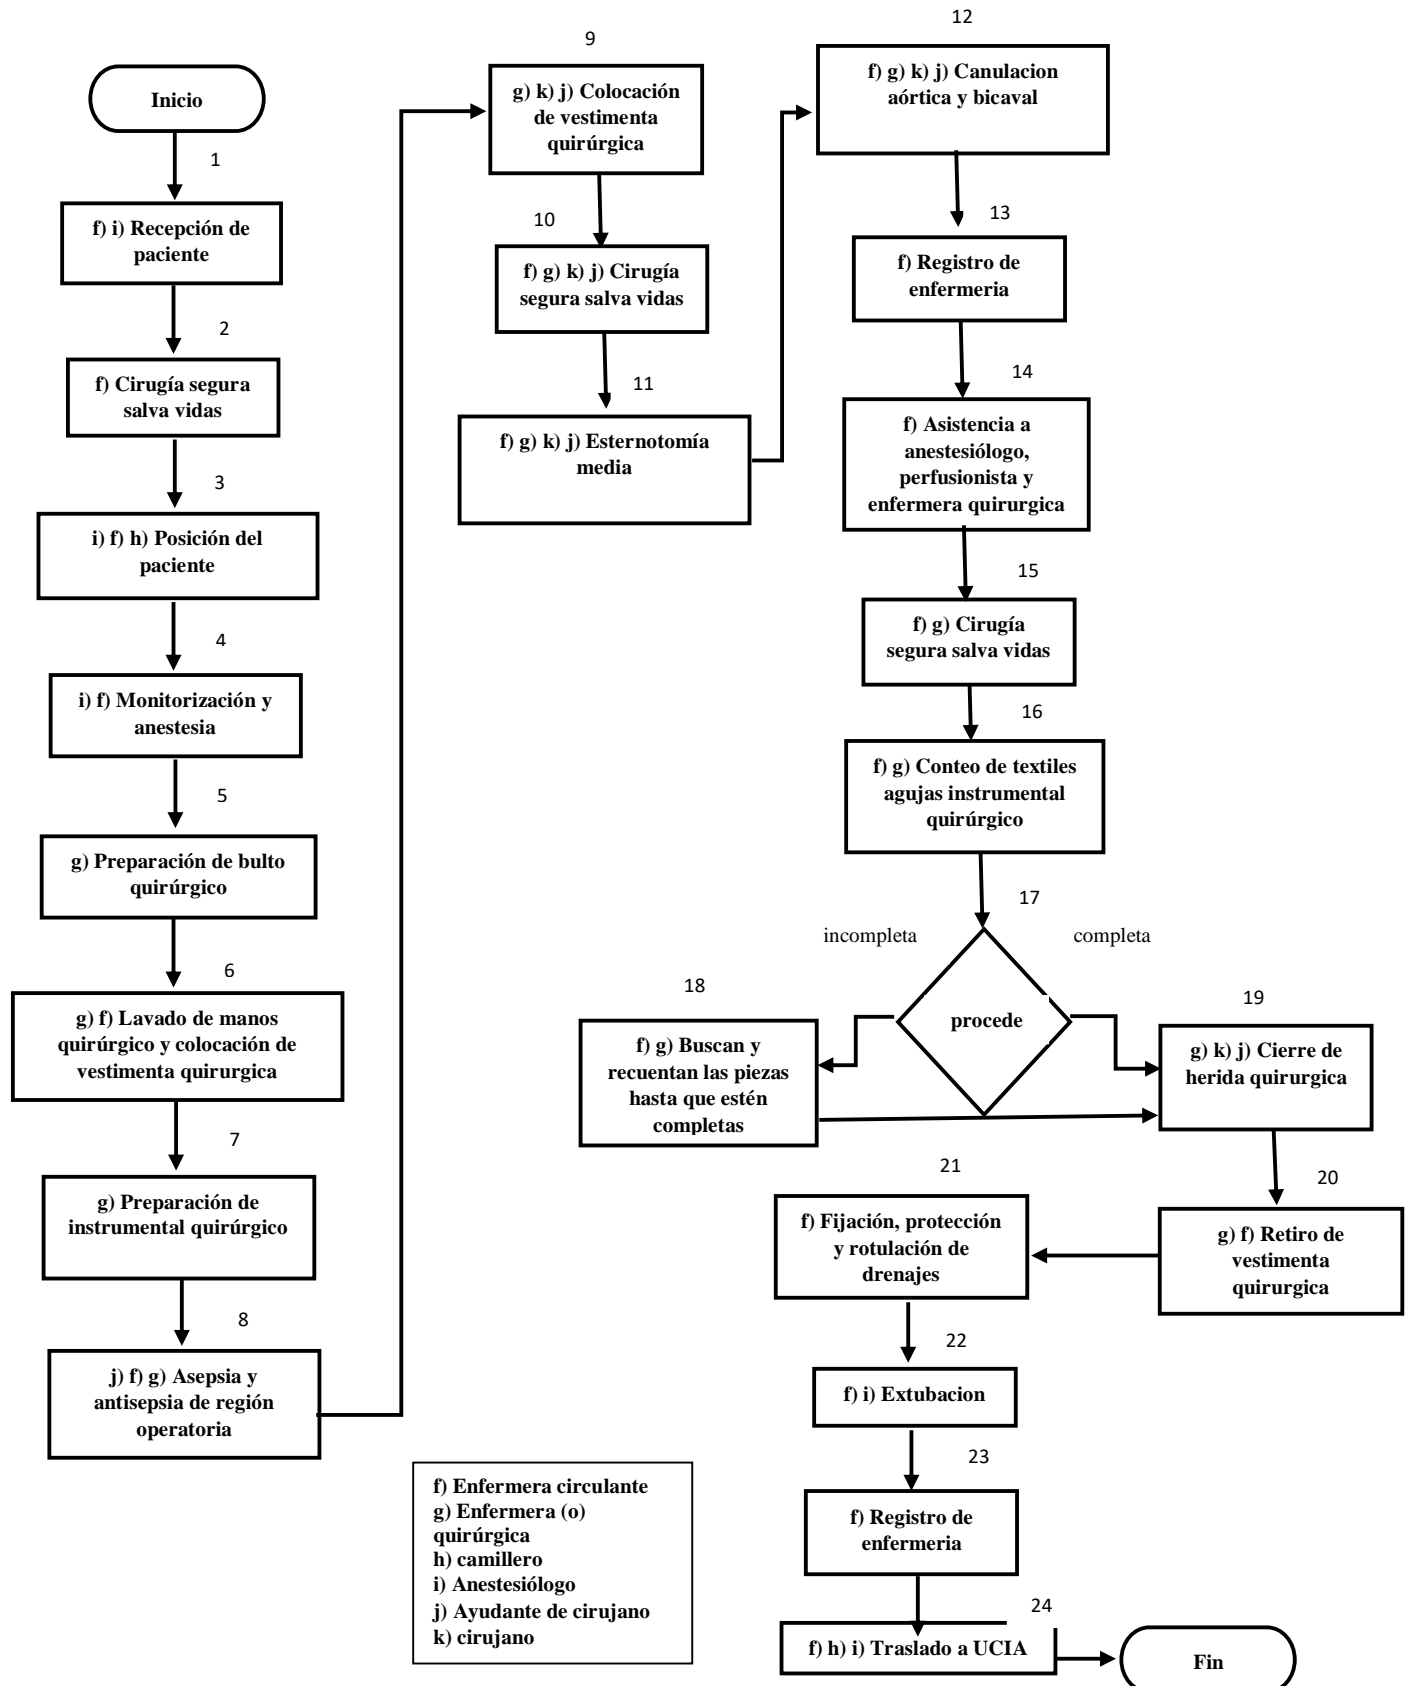 Inicio
1
f) i) Recepción de
paciente
2
f) Cirugía segura
salva vidas
3
i) f) h) Posición del
paciente
4
i) f) Monitorización y
anestesia
5
g) Preparación de bulto
quirúrgico
6
g) f) Lavado de manos
quirúrgico y colocación de
vestimenta quirurgica
7
g) Preparación de
instrumental quirúrgico
8
j) f) g) Asepsia y
antisepsia de región
operatoria
9
g) k) j) Colocación
de vestimenta
quirúrgica
10
f) g) k) j) Cirugía
segura salva vidas
11
f) g) k) j) Esternotomía
media
12
f) g) k) j) Canulacion
aórtica y bicaval
13
f) Registro de
enfermeria
14
f) Asistencia a
anestesiólogo,
perfusionista y
enfermera quirurgica
15
f) g) Cirugía
segura salva vidas
16
f) g) Conteo de textiles
agujas instrumental
quirúrgico
17
incompleta
completa
procede
18
f) g) Buscan y
recuentan las piezas
hasta que estén
completas
19
g) k) j) Cierre de
herida quirurgica
20
g) f) Retiro de
vestimenta
quirurgica
21
f) Fijación, protección
y rotulación de
drenajes
22
f) i) Extubacion
23
f) Registro de
enfermeria
24
f) h) i) Traslado a UCIA
Fin
f) Enfermera circulante
g) Enfermera (o)
quirúrgica
h) camillero
i) Anestesiólogo
j) Ayudante de cirujano
k) cirujano